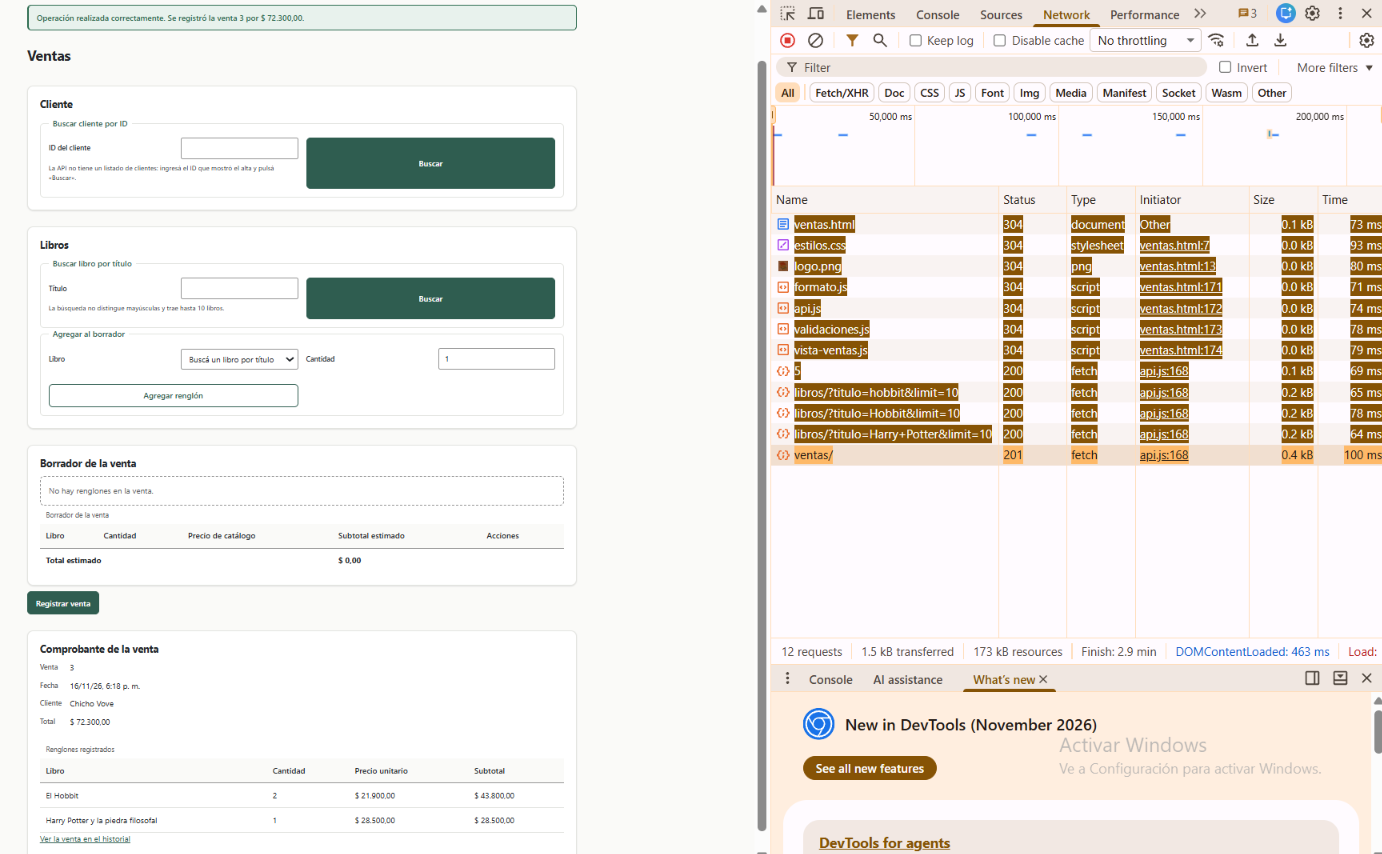 Operación realizada correctamente. Se registró la venta 3 por $ 72.300,00.
Ventas
Cliente
Buscar cliente por ID
ID del cliente
Buscar
La API no tiene un listado de clientes: ingresá el ID que mostró el alta y pulsá
«Buscar».
Libros
Buscar libro por título
Título
Buscar
La búsqueda no distingue mayúsculas y trae hasta 10 libros.
Agregar al borrador
Libro Buscá un libro por título Cantidad 1
Agregar renglón
Borrador de la venta
No hay renglones en la venta.
Borrador de la venta
Libro Cantidad Precio de catálogo Subtotal estimado Acciones
Total estimado $ 0,00
Registrar venta
Comprobante de la venta
Venta 3
Fecha 16/11/26, 6:18 p. m.
Cliente Chicho Vove
Total $ 72.300,00
Renglones registrados
Libro Cantidad Precio unitario Subtotal
El Hobbit 2 $ 21.900,00 $ 43.800,00
Harry Potter y la piedra filosofal 1 $ 28.500,00 $ 28.500,00
Ver la venta en el historial
Elements Console Sources Network Performance 3
Keep log Disable cache No throttling
Filter Invert More filters
All Fetch/XHR Doc CSS JS Font Img Media Manifest Socket Wasm Other
50,000 ms 100,000 ms 150,000 ms 200,000 ms
Name Status Type Initiator Size Time
ventas.html 304 document Other 0.1 kB 73 ms
estilos.css 304 stylesheet ventas.html:7 0.0 kB 93 ms
logo.png 304 png ventas.html:13 0.0 kB 80 ms
formato.js 304 script ventas.html:171 0.0 kB 71 ms
api.js 304 script ventas.html:172 0.0 kB 74 ms
validaciones.js 304 script ventas.html:173 0.0 kB 78 ms
vista-ventas.js 304 script ventas.html:174 0.0 kB 79 ms
5 200 fetch api.js:168 0.1 kB 69 ms
libros/?titulo=hobbit&limit=10 200 fetch api.js:168 0.2 kB 65 ms
libros/?titulo=Hobbit&limit=10 200 fetch api.js:168 0.2 kB 78 ms
libros/?titulo=Harry+Potter&limit=10 200 fetch api.js:168 0.2 kB 64 ms
ventas/ 201 fetch api.js:168 0.4 kB 100 ms
12 requests 1.5 kB transferred 173 kB resources Finish: 2.9 min DOMContentLoaded: 463 ms Load:
Console AI assistance What's new
New in DevTools (November 2026)
See all new features
Activar Windows
Ve a Configuración para activar Windows.
DevTools for agents